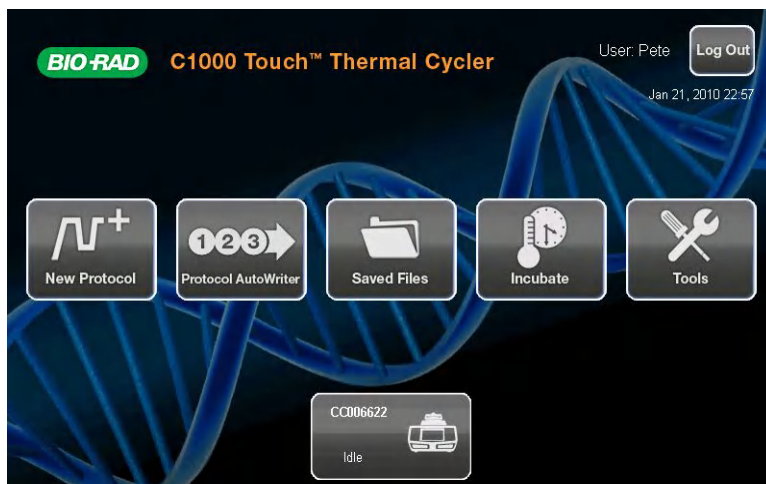 BIO-RAD C1000 Touch™ Thermal Cycler
User: Pete
Log Out
Jan 21, 2010 22:57
New Protocol
123
Protocol AutoWriter
Saved Files
Incubate
Tools
CC006622
Idle